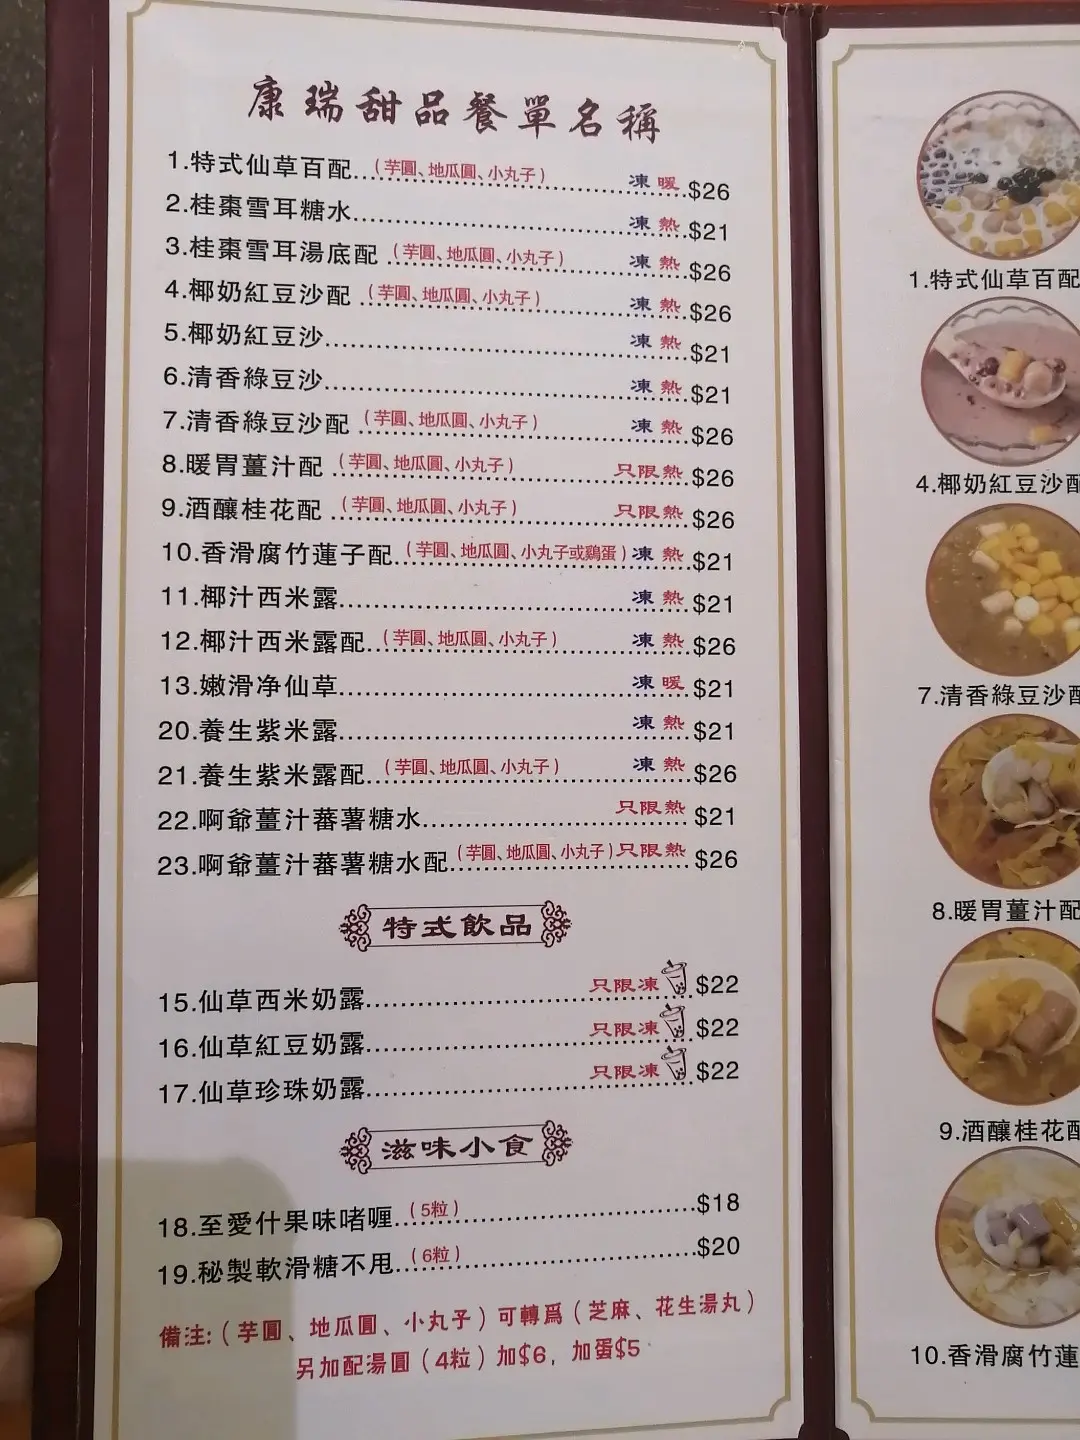 康瑞甜品餐單名稱
1.特式仙草百配...(芋圓、地瓜圓、小丸子)......凍 暖 $26
2.桂棗雪耳糖水......凍 熱 $21
3.桂棗雪耳湯底配 (芋圓、地瓜圓、小丸子)......凍 熱 $26
4.椰奶紅豆沙配 (芋圓、地瓜圓、小丸子)......凍 熱 $26
5.椰奶紅豆沙......凍 熱 $21
6.清香綠豆沙......凍 熱 $21
7.清香綠豆沙配 (芋圓、地瓜圓、小丸子)......凍 熱 $26
8.暖胃薑汁配 (芋圓、地瓜圓、小丸子)......只限熱 $26
9.酒釀桂花配 (芋圓、地瓜圓、小丸子)......只限熱 $26
10.香滑腐竹蓮子配 (芋圓、地瓜圓、小丸子或鷄蛋) 凍 熱 $21
11.椰汁西米露......凍 熱 $21
12.椰汁西米露配 (芋圓、地瓜圓、小丸子)......凍 熱 $26
13.嫩滑净仙草......凍 暖 $21
20.養生紫米露......凍 熱 $21
21.養生紫米露配 (芋圓、地瓜圓、小丸子)......凍 熱 $26
22.啊爺薑汁蕃薯糖水......只限熱 $21
23.啊爺薑汁蕃薯糖水配 (芋圓、地瓜圓、小丸子) 只限熱 $26
特式飲品
15.仙草西米奶露......只限凍 $22
16.仙草紅豆奶露......只限凍 $22
17.仙草珍珠奶露......只限凍 $22
滋味小食
18.至愛什果味啫喱...(5粒)......$18
19.秘製軟滑糖不甩...(6粒)......$20
備注:(芋圓、地瓜圓、小丸子)可轉爲(芝麻、花生湯丸)
另加配湯圓(4粒)加$6, 加蛋$5
1.特式仙草百配
4.椰奶紅豆沙配
7.清香綠豆沙配
8.暖胃薑汁配
9.酒釀桂花配
10.香滑腐竹蓮